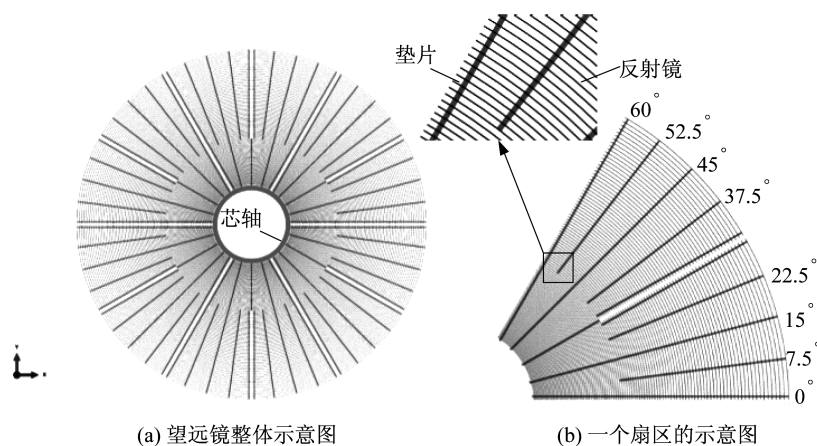 垫片
反射镜
60°
52.5°
45°
37.5°
22.5°
15°
7.5°
0°
芯轴
Y
X
(a) 望远镜整体示意图
(b) 一个扇区的示意图